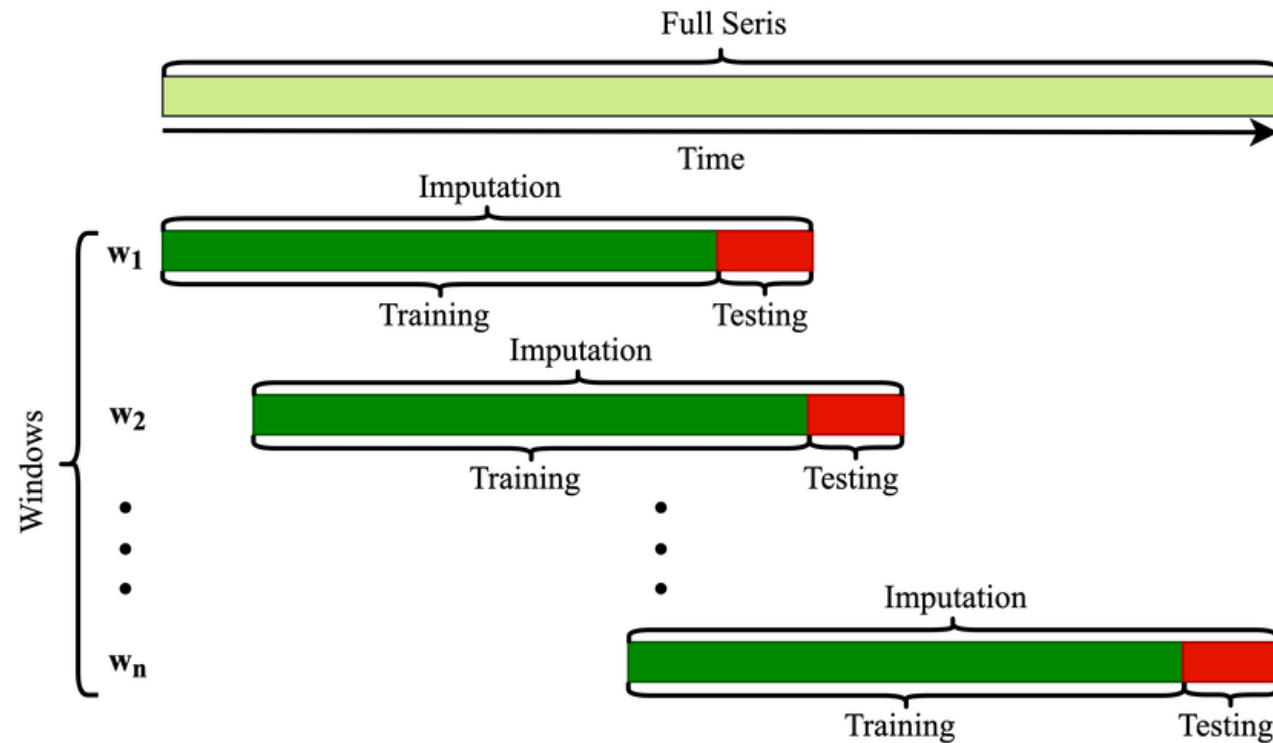 Full Seris
Time
Imputation
w1
Training
Testing
Imputation
w2
Training
Testing
Windows
Imputation
wn
Training
Testing